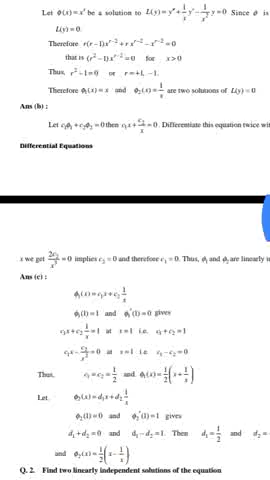 Let ϕ(x)=xʳ be a solution to L(y)=y″+(1/x)y′−(1/x²)y=0 Since ϕ is
L(y)=0.
Therefore r(r−1)xʳ⁻²+rxʳ⁻²−xʳ⁻²=0
that is (r²−1)xʳ⁻²=0 for x>0
Thus, r²−1=0 or r=+1, −1.
Therefore ϕ₁(x)=x and ϕ₂(x)=1/x are two solutions of L(y)=0
Ans (b) :
Let c₁ϕ₁+c₂ϕ₂=0 then c₁x+c₂/x=0. Differentiate this equation twice wit
Differential Equations
x we get 2c₂/x³=0 implies c₂=0 and therefore c₁=0. Thus, ϕ₁ and ϕ₂ are linearly i
Ans (c) :
ϕ₁(x)=c₁x+c₂ 1/x
ϕ₁(1)=1 and ϕ₁′(1)=0 gives
c₁x+c₂ 1/x=1 at x=1 i.e. c₁+c₂=1
c₁x−c₂/x²=0 at x=1 i.e. c₁−c₂=0
Thus, c₁=c₂=1/2 and ϕ₁(x)=1/2(x+1/x)
Let. ϕ₂(x)=d₁x+d₂ 1/x
ϕ₂(1)=0 and ϕ₂′(1)=1 gives
d₁+d₂=0 and d₁−d₂=1. Then d₁=1/2 and d₂=
and ϕ₂(x)=1/2(x−1/x)
Q. 2. Find two linearly independent solutions of the equation